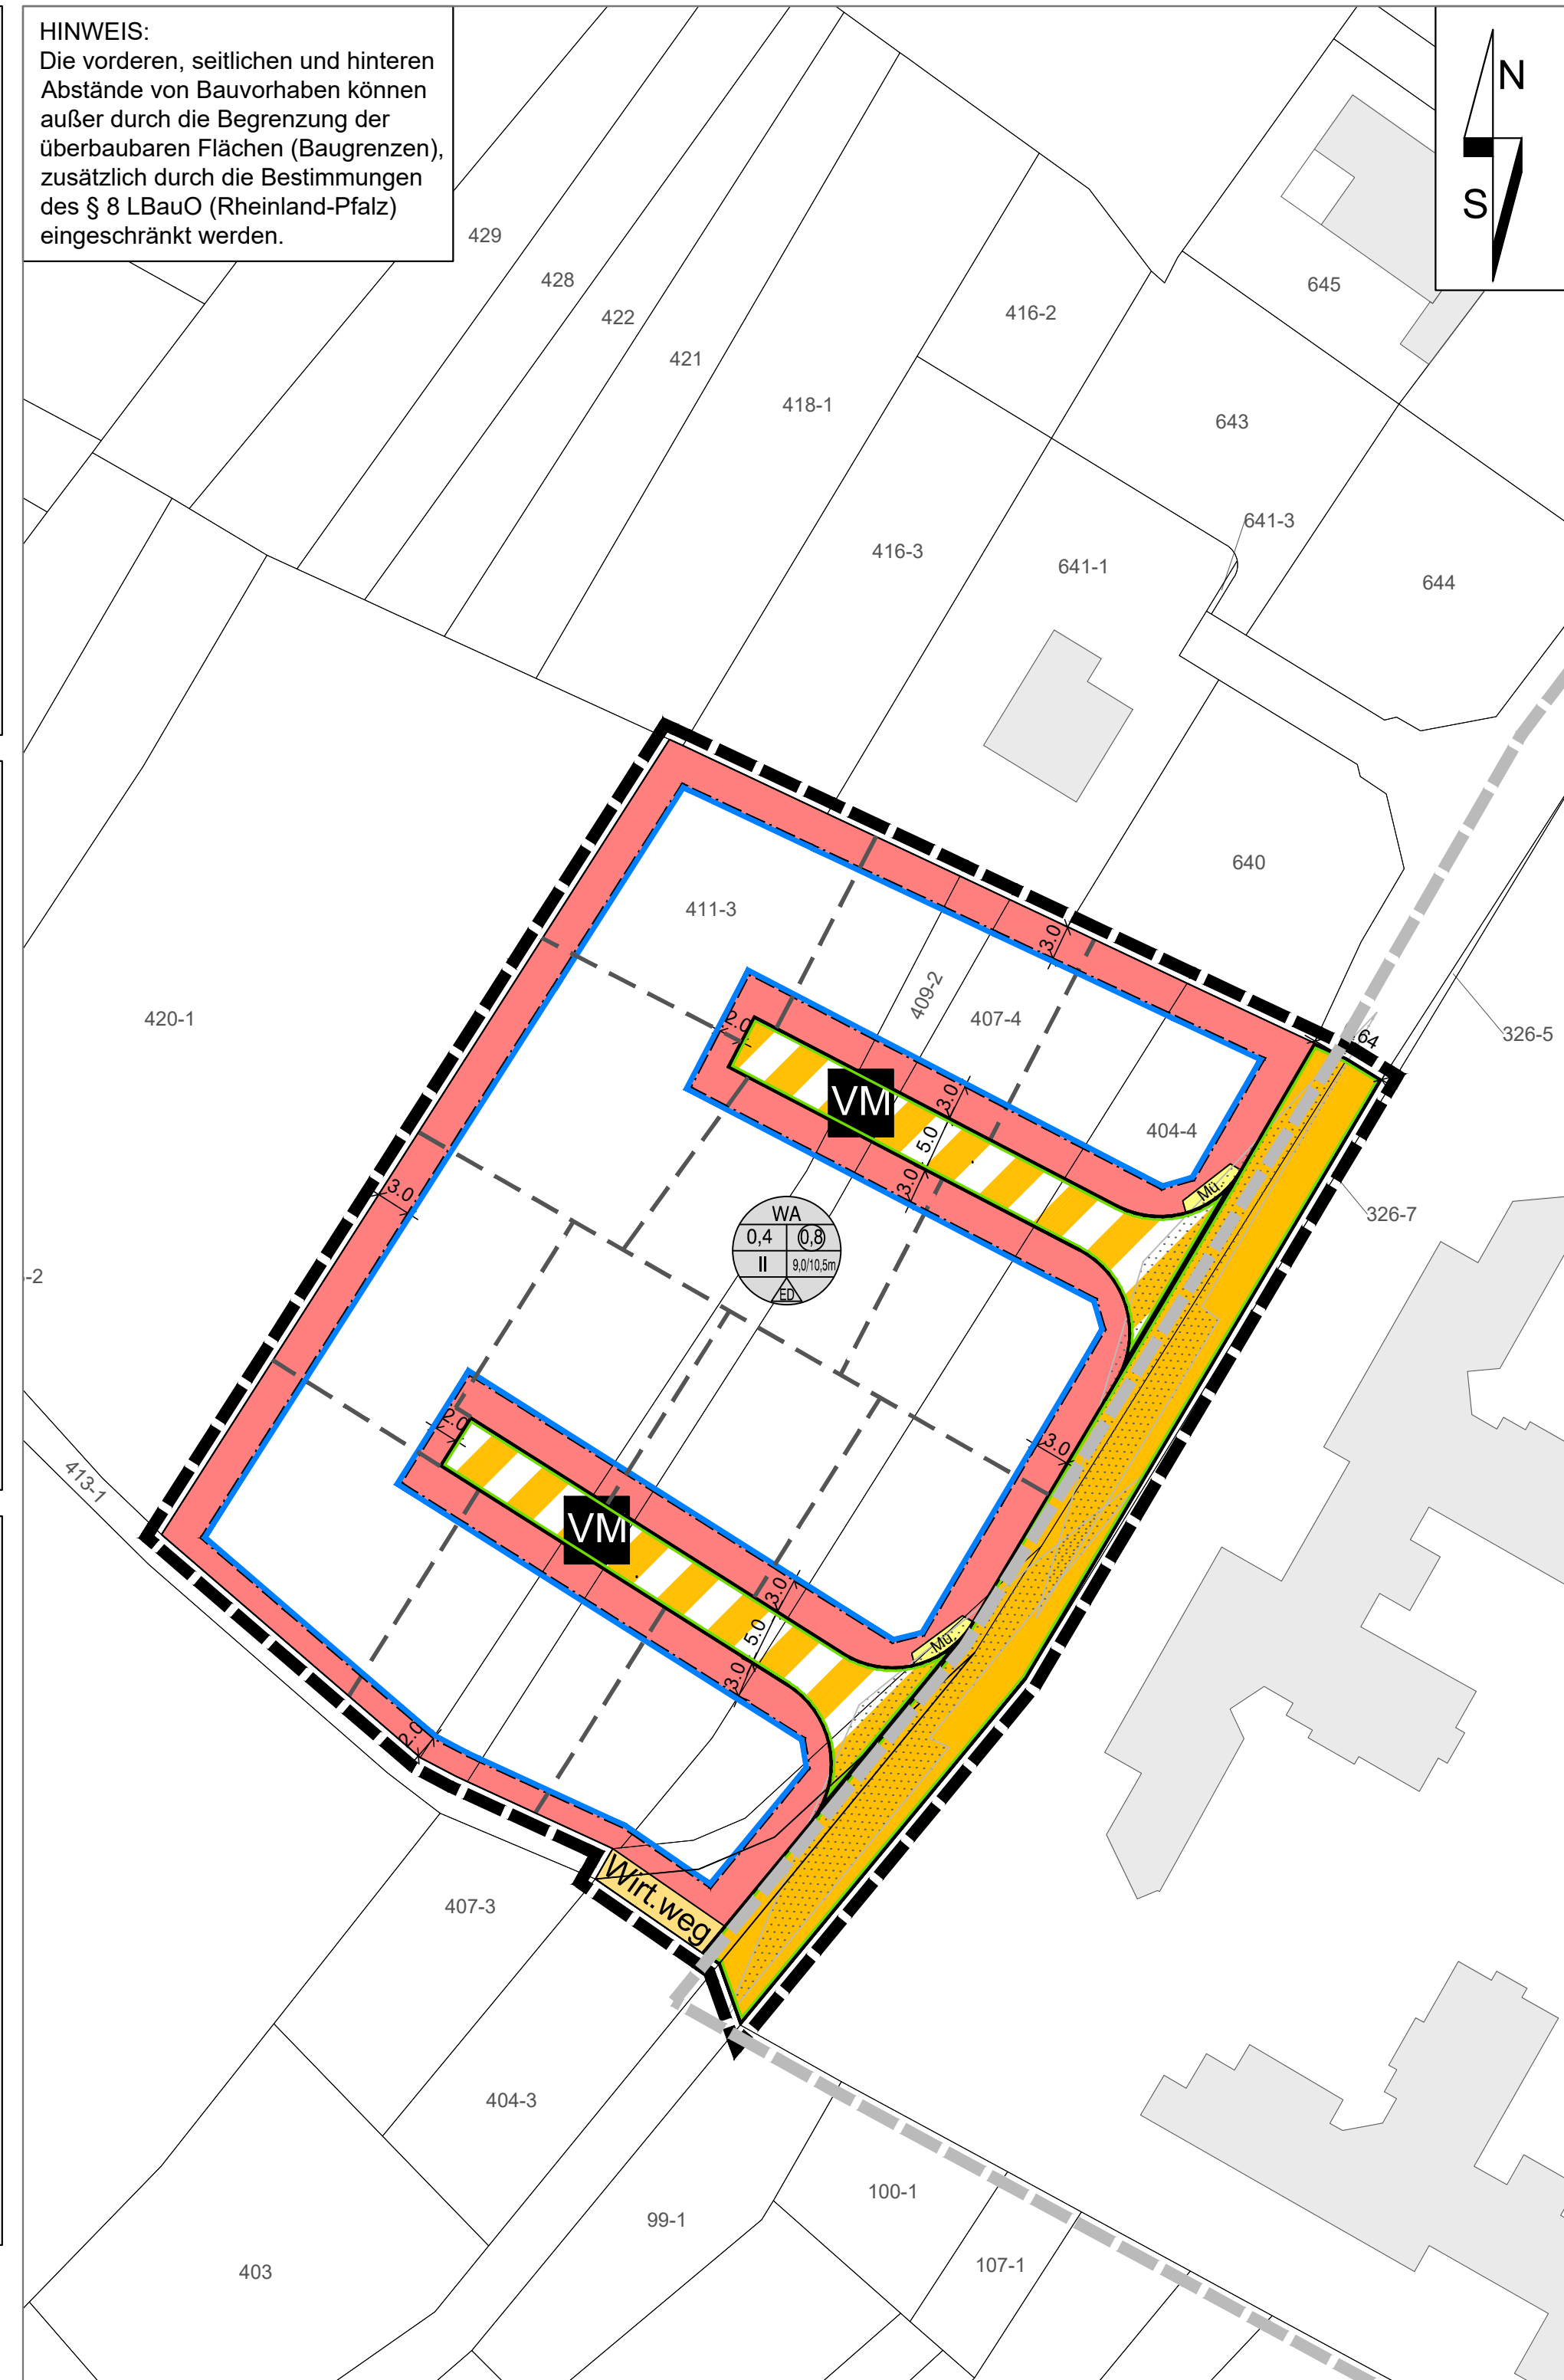 HINWEIS:
Die vorderen, seitlichen und hinteren
Abstände von Bauvorhaben können
außer durch die Begrenzung der
überbaubaren Flächen (Baugrenzen),
zusätzlich durch die Bestimmungen
des § 8 LBauO (Rheinland-Pfalz)
eingeschränkt werden.
N
S
429
428
422
421
418-1
416-2
645
643
641-3
416-3
641-1
644
640
411-3
3.0
409-2
407-4
420-1
2.0
64
326-5
VM
3.0
5.0
404-4
3.0
Mü.
3.0
326-7
WA
0,4
0,8
II
9,0/10,5m
ED
-2
2.0
3.0
413-1
VM
3.0
5.0
Mü.
3.0
2.0
Wirt.weg
407-3
404-3
100-1
99-1
107-1
403